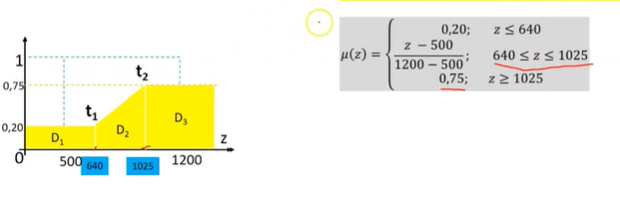 1
t₂
0,75
t₁
0,20
D₁
D₂
D₃
z
0
500
640
1025
1200
μ(z) = { 0,20; z ≤ 640
z − 500
1200 − 500 ; 640 ≤ z ≤ 1025
0,75; z ≥ 1025